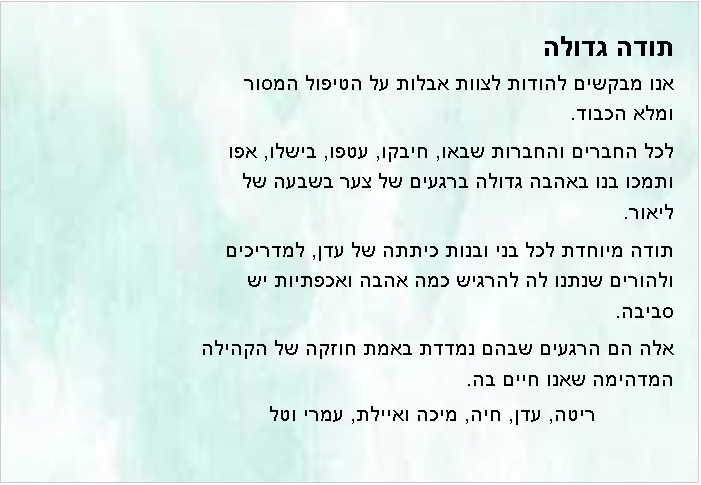 תודה גדולה
אנו מבקשים להודות לצוות אבלות על הטיפול המסור
ומלא הכבוד.
לכל החברים והחברות שבאו, חיבקו, עטפו, בישלו, אפו
ותמכו בנו באהבה גדולה ברגעים של צער בשבעה של
ליאור.
תודה מיוחדת לכל בני ובנות כיתתה של עדן, למדריכים
ולהורים שנתנו לה להרגיש כמה אהבה ואכפתיות יש
סביבה.
אלה הם הרגעים שבהם נמדדת באמת חוזקה של הקהילה
המדהימה שאנו חיים בה.
ריטה, עדן, חיה, מיכה ואיילת, עמרי וטל